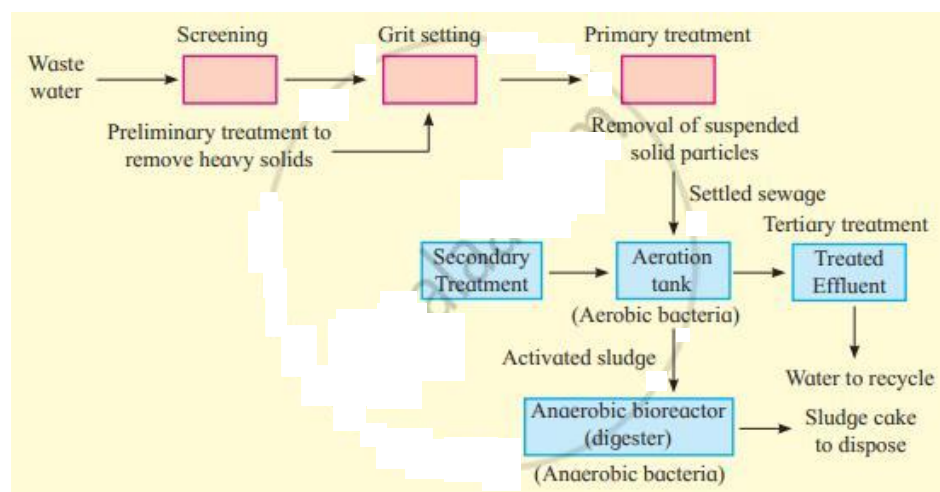 Screening
Grit setting
Primary treatment
Waste
water
Preliminary treatment to
remove heavy solids
Removal of suspended
solid particles
Settled sewage
Tertiary treatment
Secondary
Treatment
Aeration
tank
Treated
Effluent
(Aerobic bacteria)
Activated sludge
Water to recycle
Anaerobic bioreactor
(digester)
Sludge cake
to dispose
(Anaerobic bacteria)